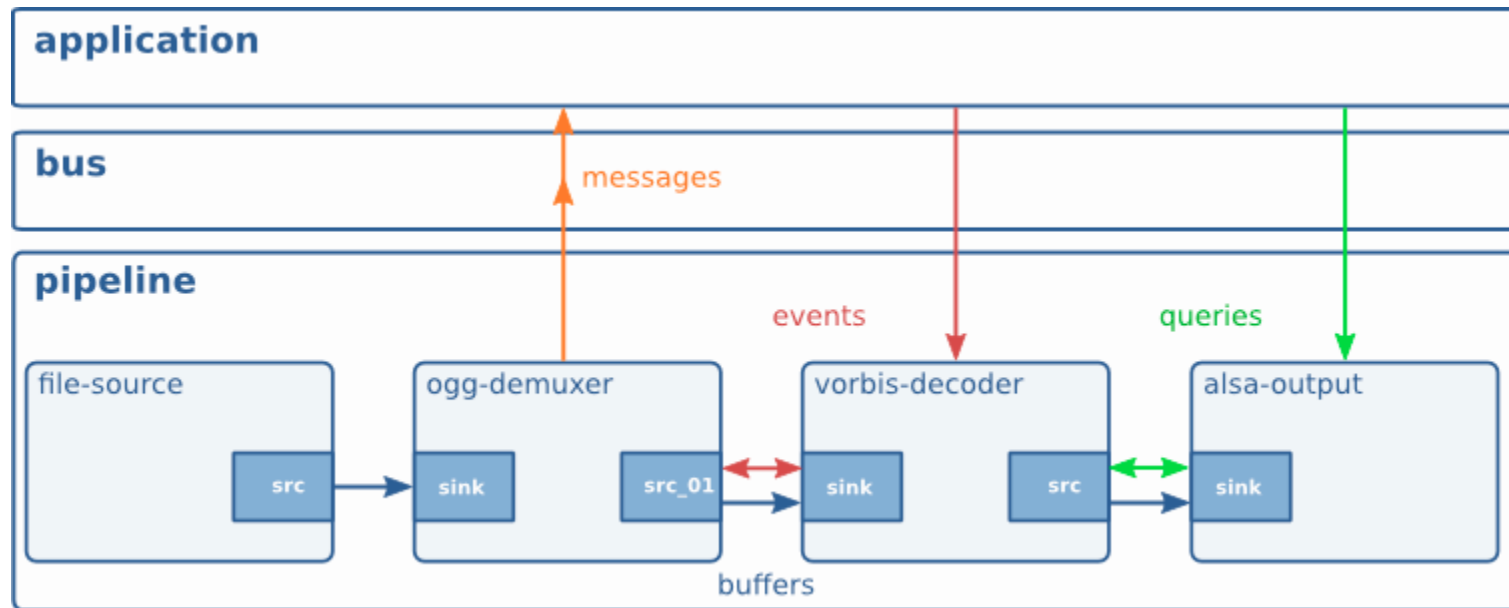 application
bus
messages
pipeline
events
queries
file-source
ogg-demuxer
vorbis-decoder
alsa-output
src
sink
src_01
sink
src
sink
buffers